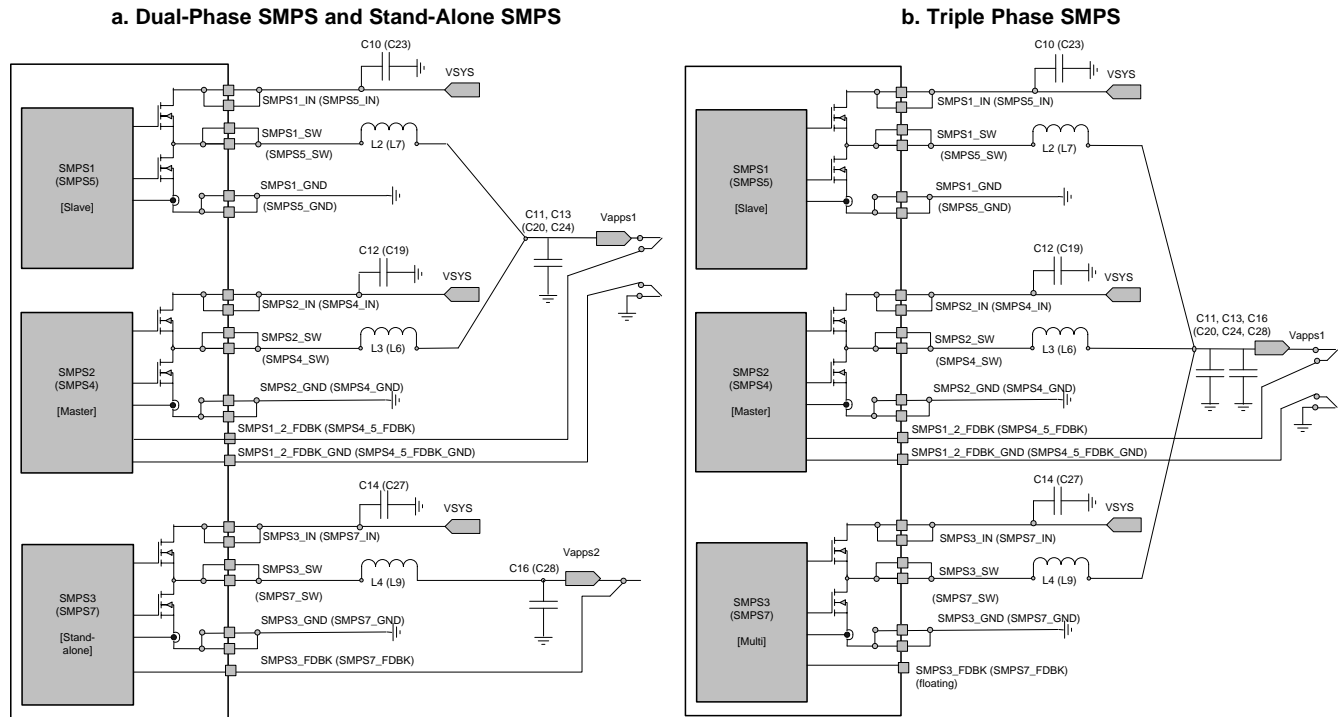 a. Dual-Phase SMPS and Stand-Alone SMPS
C10 (C23)
VSYS
SMPS1_IN (SMPS5_IN)
SMPS1_SW
(SMPS5_SW)
L2 (L7)
SMPS1
(SMPS5)
[Slave]
SMPS1_GND
(SMPS5_GND)
C11, C13
(C20, C24)
Vapps1
C12 (C19)
VSYS
SMPS2_IN (SMPS4_IN)
SMPS2_SW
(SMPS4_SW)
L3 (L6)
SMPS2
(SMPS4)
[Master]
SMPS2_GND (SMPS4_GND)
SMPS1_2_FDBK (SMPS4_5_FDBK)
SMPS1_2_FDBK_GND (SMPS4_5_FDBK_GND)
C14 (C27)
VSYS
SMPS3_IN (SMPS7_IN)
SMPS3_SW
(SMPS7_SW)
L4 (L9)
C16 (C28)
Vapps2
SMPS3
(SMPS7)
[Stand-
alone]
SMPS3_GND (SMPS7_GND)
SMPS3_FDBK (SMPS7_FDBK)
b. Triple Phase SMPS
C10 (C23)
VSYS
SMPS1_IN (SMPS5_IN)
SMPS1_SW
(SMPS5_SW)
L2 (L7)
SMPS1
(SMPS5)
[Slave]
SMPS1_GND
(SMPS5_GND)
C12 (C19)
VSYS
SMPS2_IN (SMPS4_IN)
SMPS2_SW
(SMPS4_SW)
L3 (L6)
C11, C13, C16
(C20, C24, C28)
Vapps1
SMPS2
(SMPS4)
[Master]
SMPS2_GND (SMPS4_GND)
SMPS1_2_FDBK (SMPS4_5_FDBK)
SMPS1_2_FDBK_GND (SMPS4_5_FDBK_GND)
C14 (C27)
VSYS
SMPS3_IN (SMPS7_IN)
SMPS3_SW
(SMPS7_SW)
L4 (L9)
SMPS3
(SMPS7)
[Multi]
SMPS3_GND (SMPS7_GND)
SMPS3_FDBK (SMPS7_FDBK)
(floating)